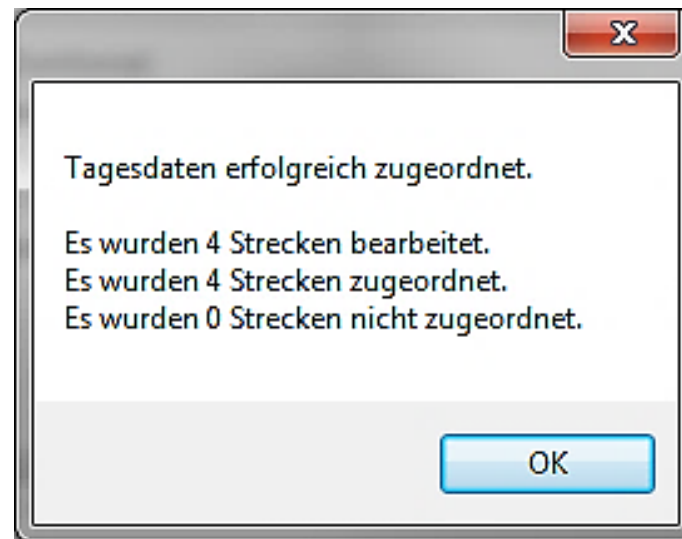 Tagesdaten erfolgreich zugeordnet.
Es wurden 4 Strecken bearbeitet.
Es wurden 4 Strecken zugeordnet.
Es wurden 0 Strecken nicht zugeordnet.
OK